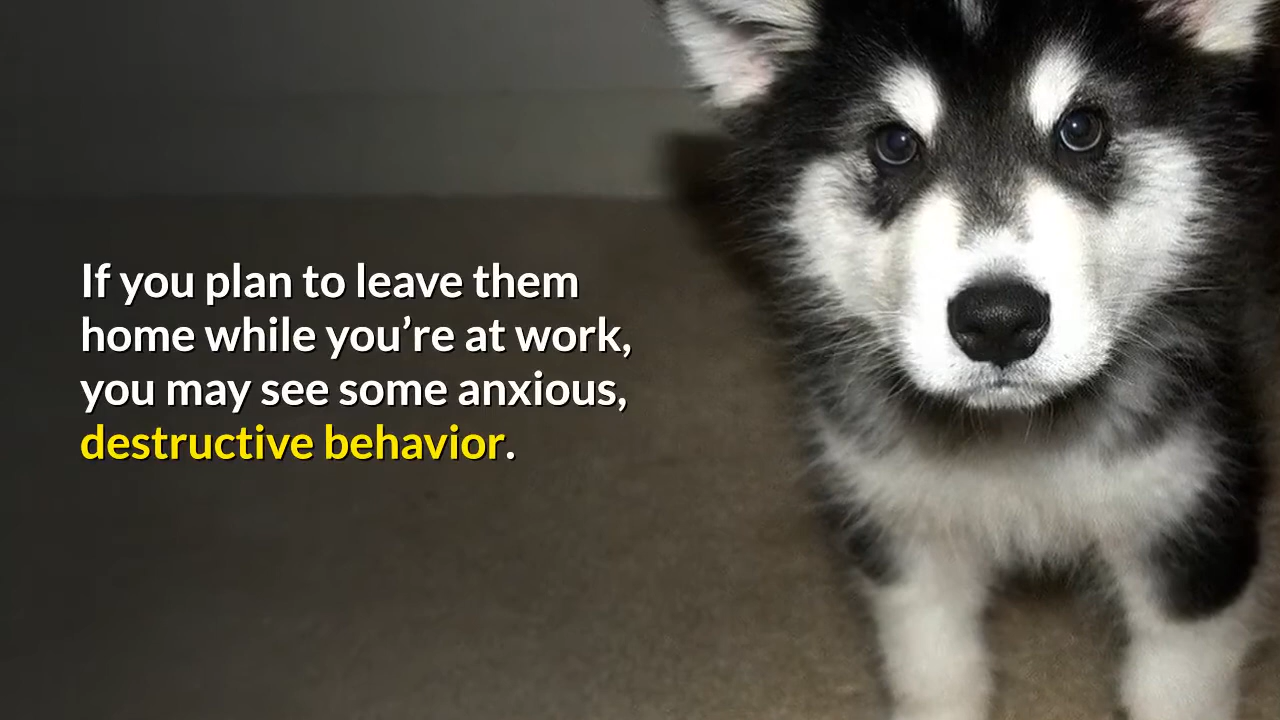 If you plan to leave them
home while you’re at work,
you may see some anxious,
destructive behavior.